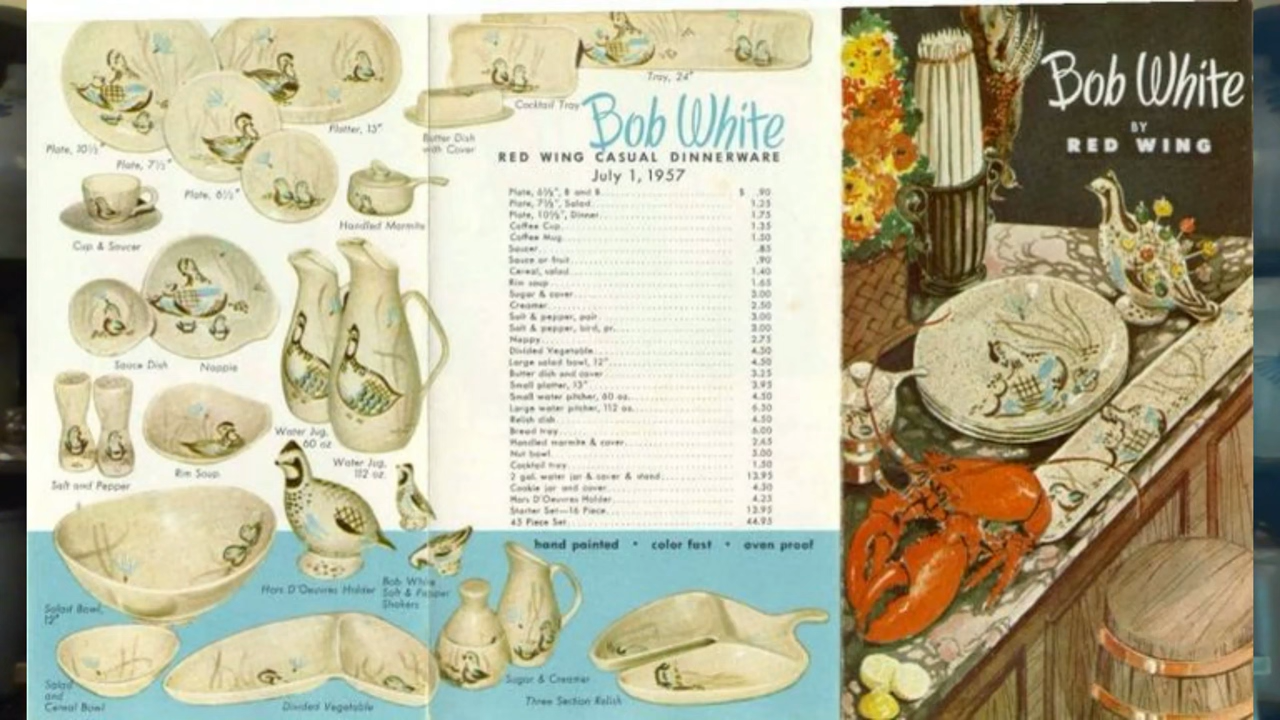 Plate, 10½"
Plate, 7½"
Plate, 6½"
Platter, 13"
Cup & Saucer
Handled Marmite
Butter Dish
with Cover
Cocktail Tray
Tray, 24"
Sauce Dish
Nappie
Salt and Pepper
Rim Soup
Water Jug,
60 oz
Water Jug,
112 oz.
Salad Bowl,
12"
Hors D'Oeuvres Holder
Bob White
Salt & Pepper
Shakers
Salad
and
Cereal Bowl
Divided Vegetable
Sugar & Creamer
Three Section Relish
Bob White
RED WING CASUAL DINNERWARE
July 1, 1957
Plate, 6½", B and B $ .90
Plate, 7½", Salad 1.25
Plate, 10½", Dinner 1.75
Coffee Cup 1.35
Coffee Mug 1.50
Saucer .85
Sauce or fruit .90
Cereal, salad 1.40
Rim soup 1.65
Sugar & cover 3.00
Creamer 2.50
Salt & pepper, pair 3.00
Salt & pepper, bird, pr. 3.00
Nappy 2.75
Divided Vegetable 4.50
Large salad bowl, 12" 4.50
Butter dish and cover 3.25
Small platter, 13" 3.95
Small water pitcher, 60 oz. 4.50
Large water pitcher, 112 oz. 6.50
Relish dish 4.50
Bread tray 6.00
Handled marmite & cover 2.45
Nut bowl 5.00
Cocktail tray 1.50
2 gal. water jar & cover & stand 13.95
Cookie jar and cover 4.50
Hors D'Oeuvres Holder 4.25
Starter Set—16 Piece 13.95
45 Piece Set 44.95
hand painted • color fast • oven proof
Bob White
BY
RED WING